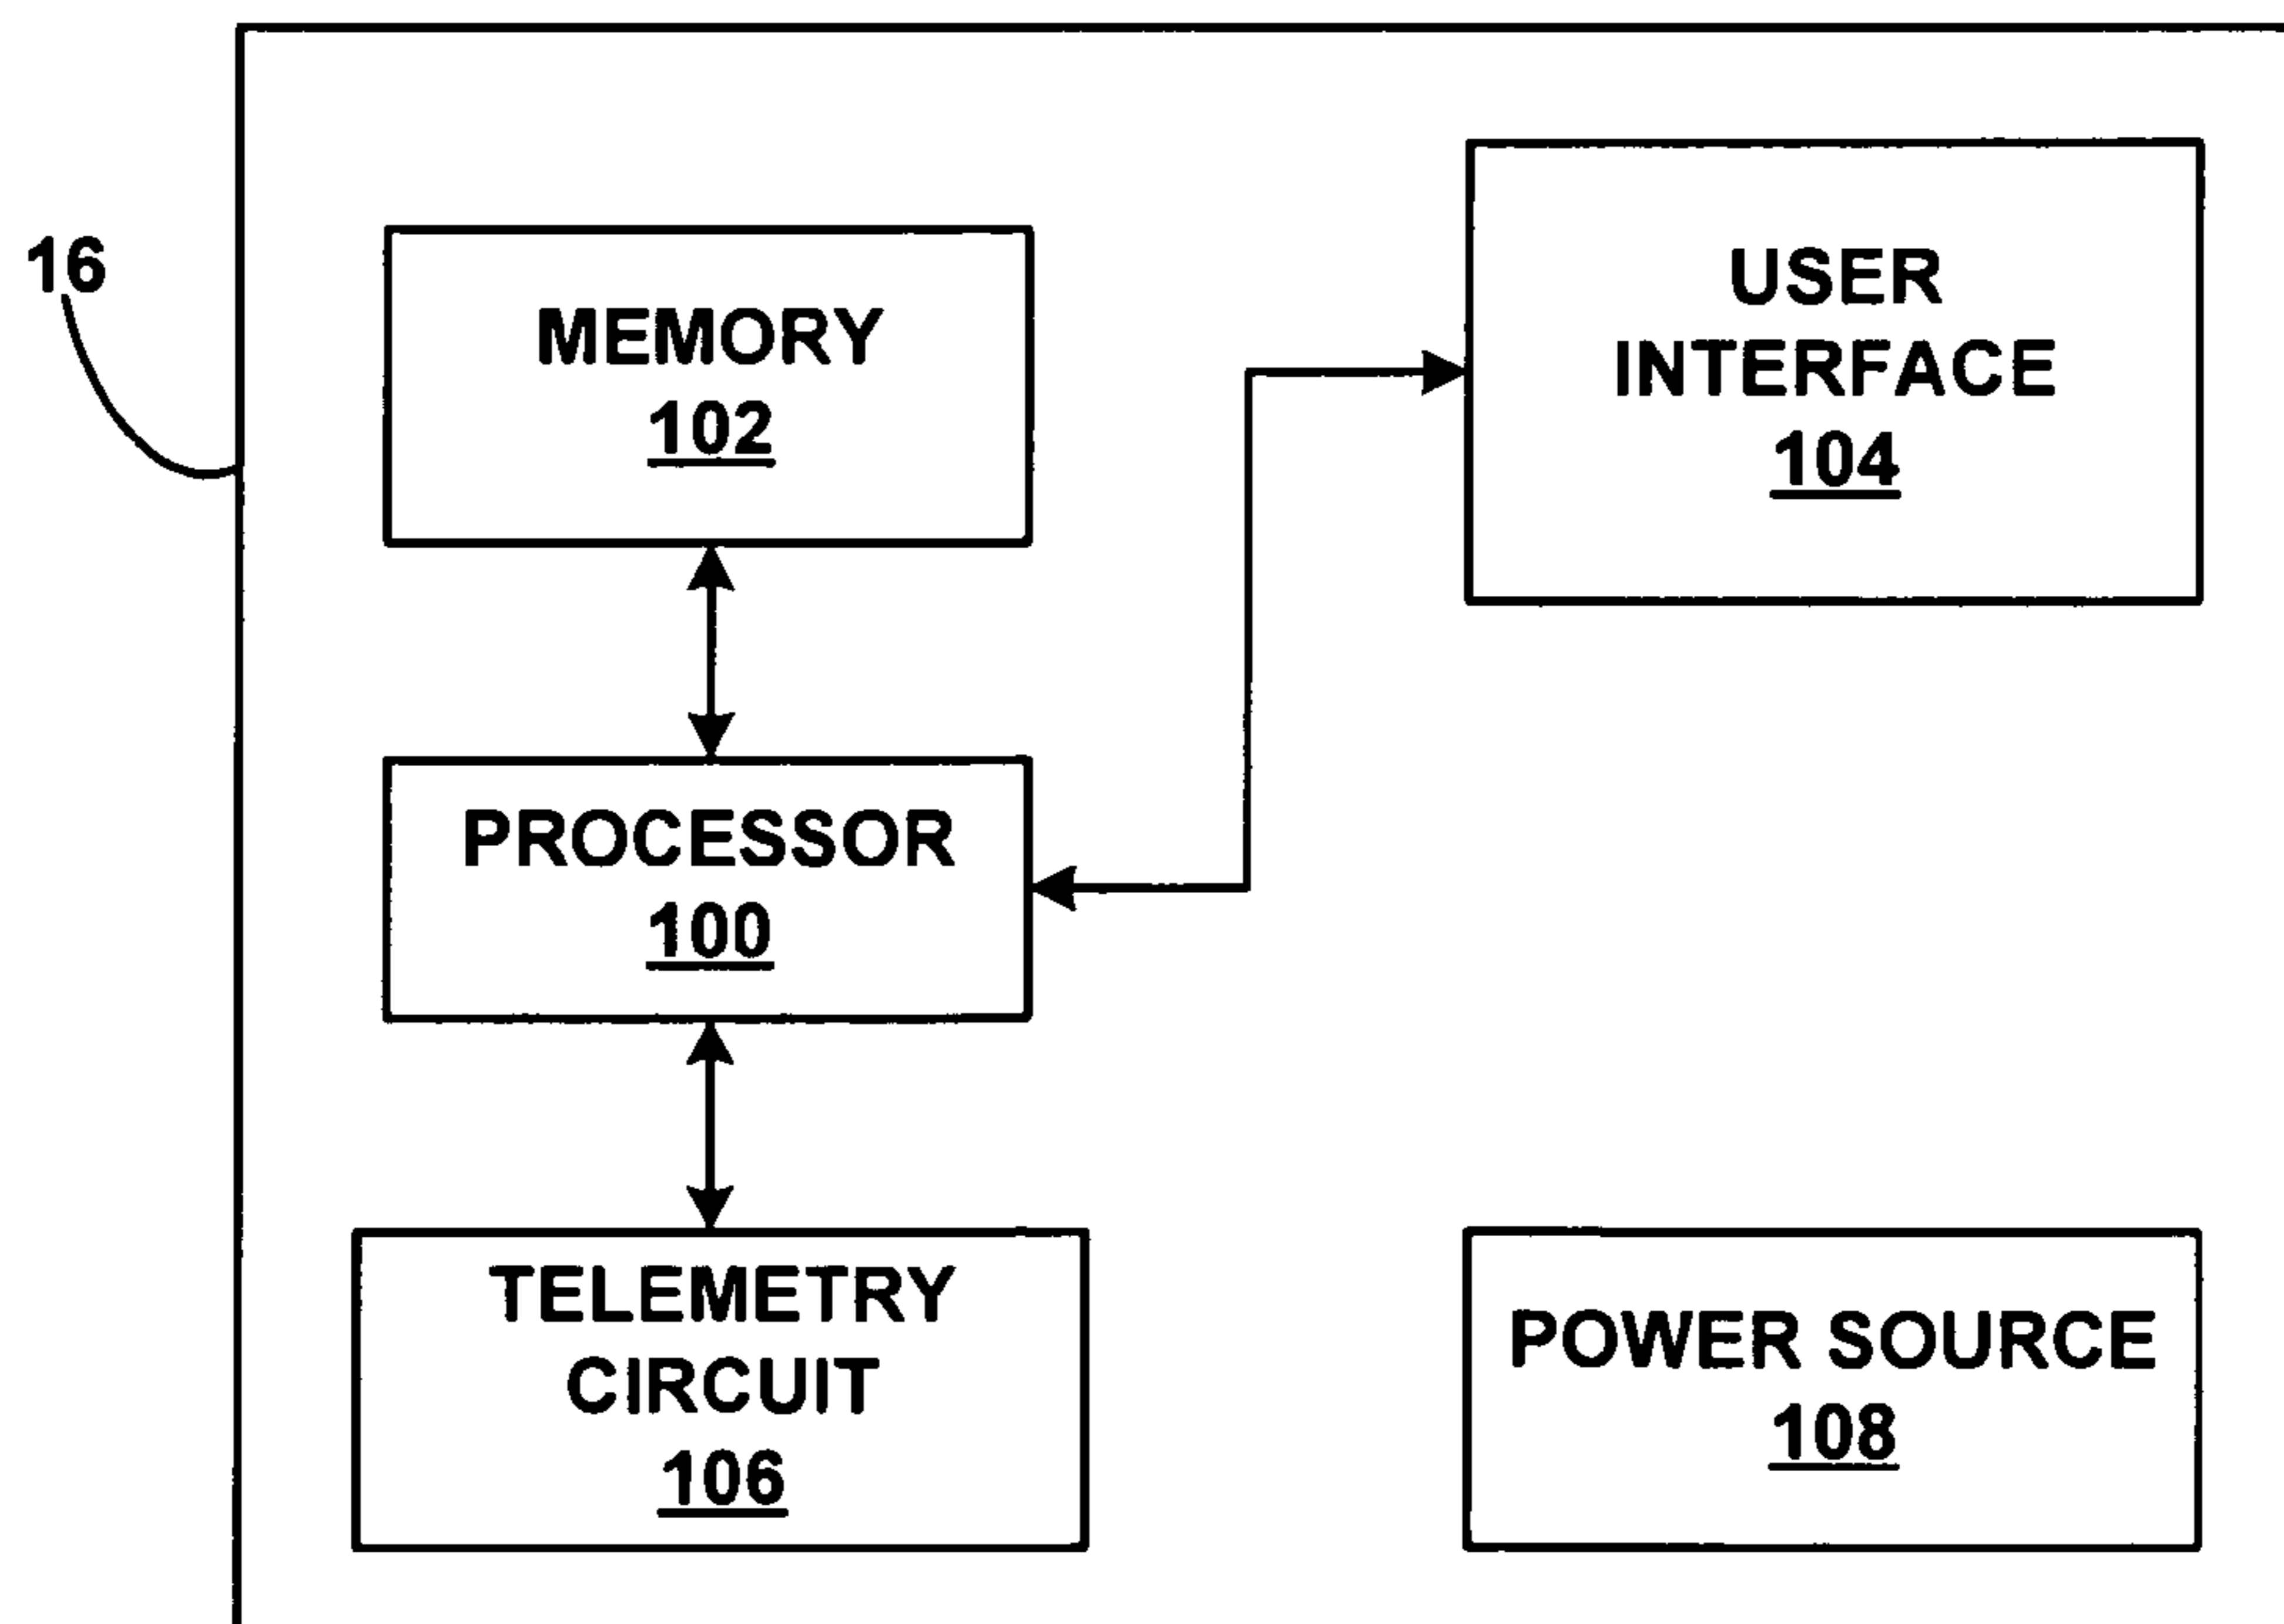 16
MEMORY
102
USER
INTERFACE
104
PROCESSOR
100
TELEMETRY
CIRCUIT
106
POWER SOURCE
108